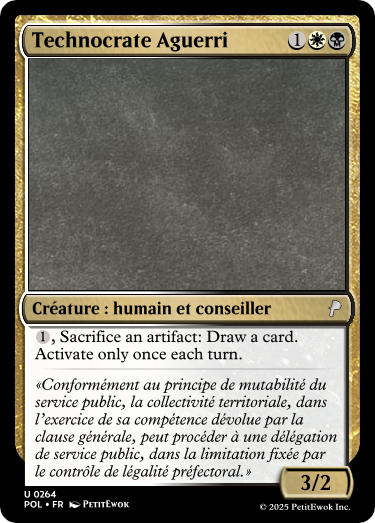 Technocrate Aguerri 1
Créature : humain et conseiller
1, Sacrifice an artifact: Draw a card.
Activate only once each turn.
«Conformément au principe de mutabilité du
service public, la collectivité territoriale, dans
l'exercice de sa compétence dévolue par la
clause générale, peut procéder à une délégation
de service public, dans la limitation fixée par
le contrôle de légalité préfectoral.»
3/2
U 0264
POL • FR PETITEWOK
© 2025 PetitEwok Inc.